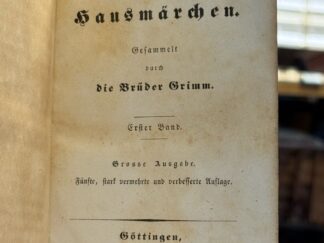 Hausmärchen.
Gesammelt
durch
die Brüder Grimm.
Erster Band.
Grosse Ausgabe.
Fünfte, stark vermehrte und verbesserte Auflage.
Göttingen,